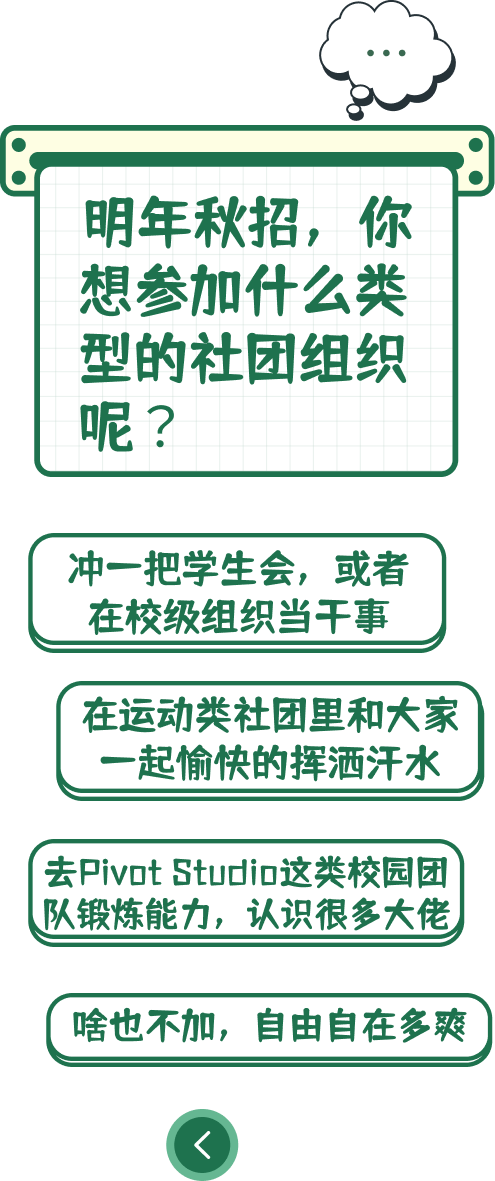 明年秋招，你
想参加什么类
型的社团组织
呢？
冲一把学生会，或者
在校级组织当干事
在运动类社团里和大家
一起愉快的挥洒汗水
去Pivot Studio这类校园团
队锻炼能力，认识很多大佬
啥也不加，自由自在多爽